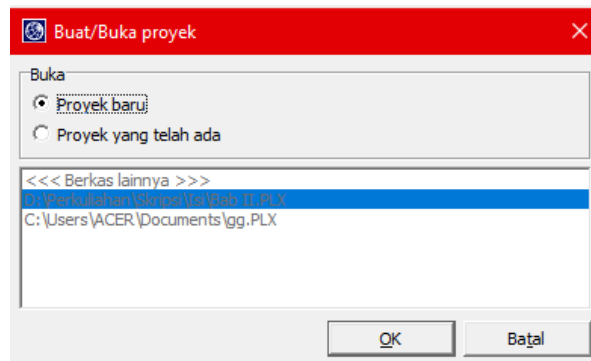 Buat/Buka proyek
Buka
Proyek baru
Proyek yang telah ada
<<< Berkas lainnya >>>
D:\Perkuliahan\Skripsi\Isi\Bab II.PLX
C:\Users\ACER\Documents\gg.PLX
OK
Batal